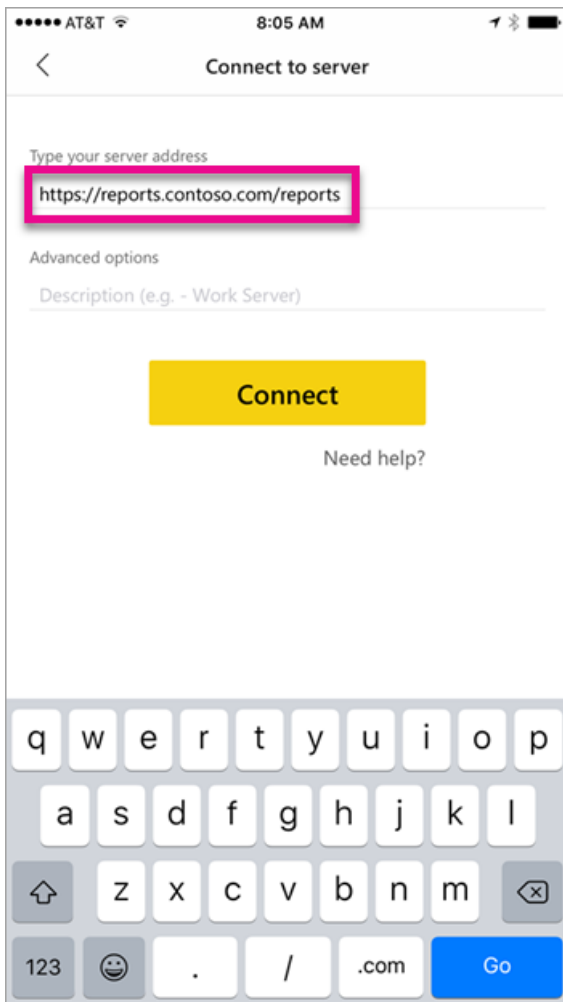 AT&T 8:05 AM
Connect to server
Type your server address
https://reports.contoso.com/reports
Advanced options
Description (e.g. - Work Server)
Connect
Need help?
q w e r t y u i o p
a s d f g h j k l
z x c v b n m
123 . / .com Go